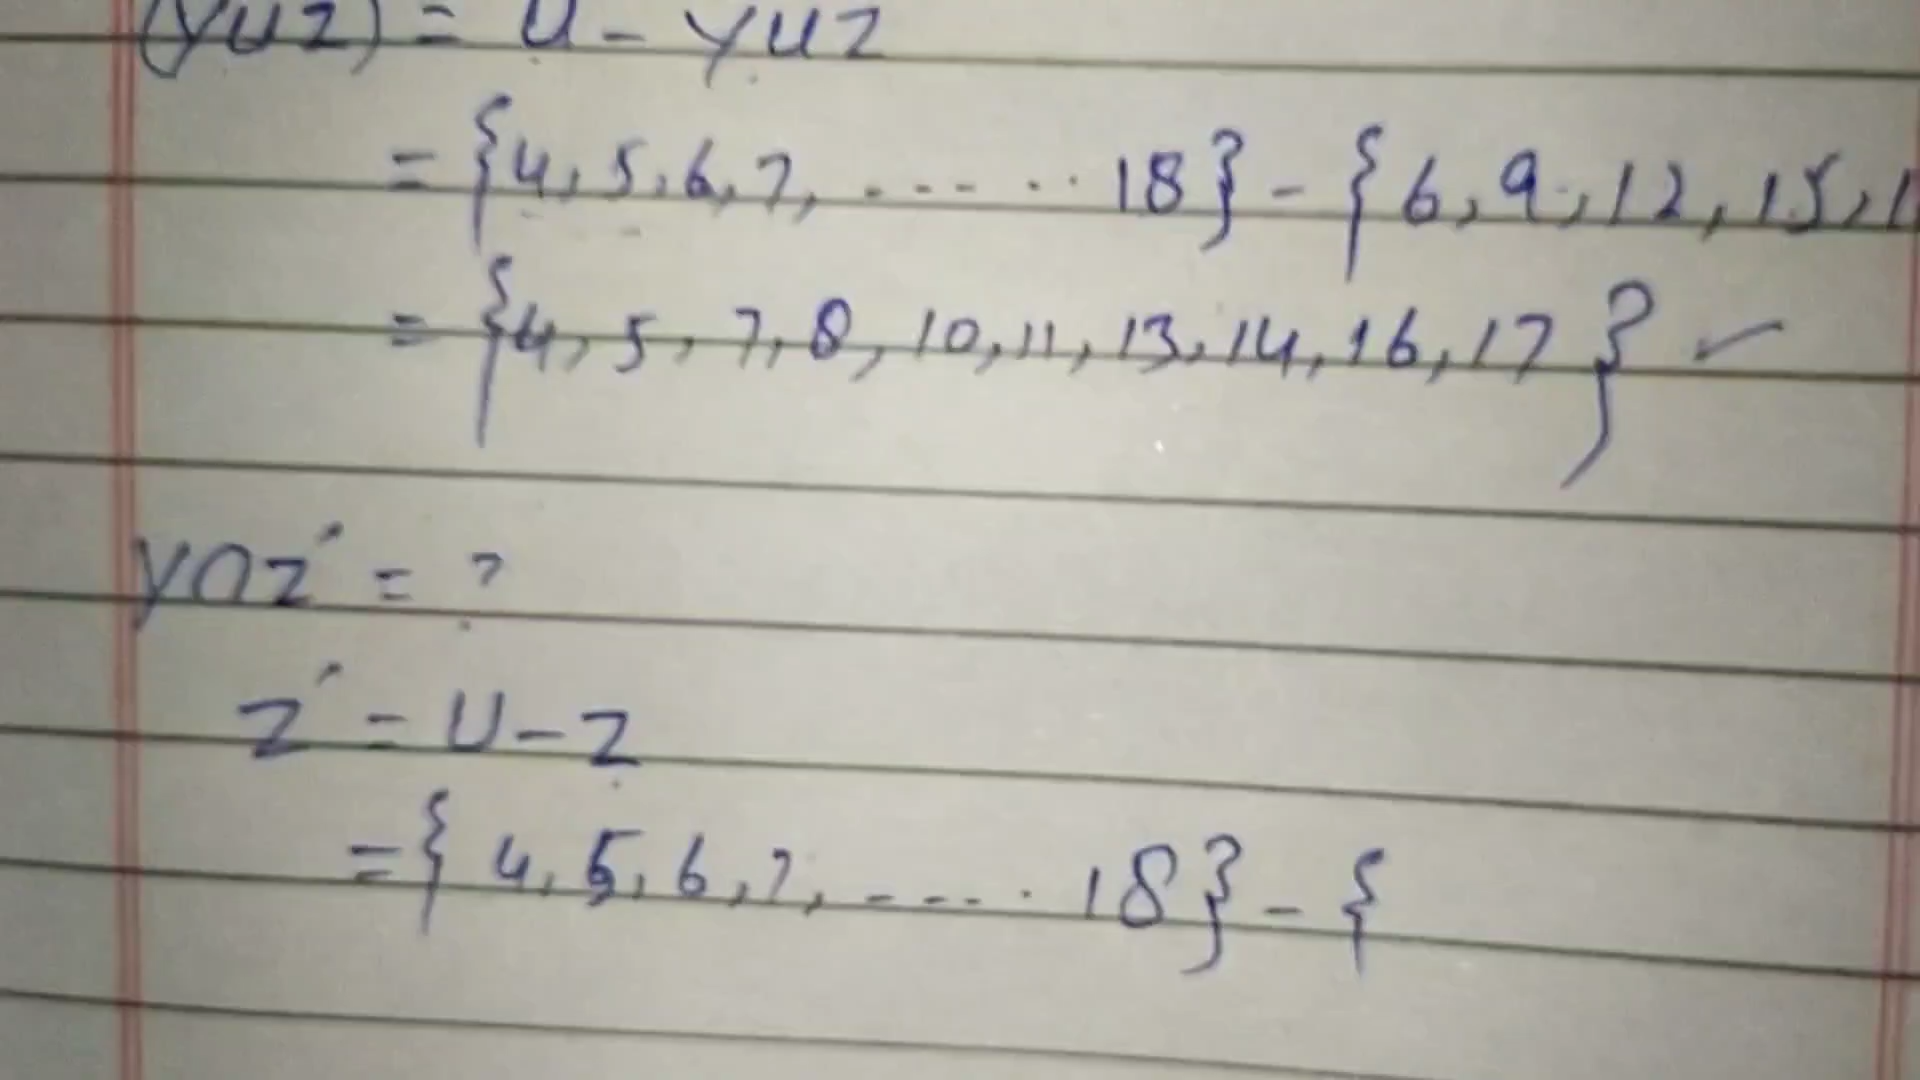 (YUZ) = U - YUZ
= {4, 5, 6, 7, ---- ... 18} - {6, 9, 12, 15, 1
= {4, 5, 7, 8, 10, 11, 13, 14, 16, 17} ✓
Y∩Z′ = ?
Z′ = U - Z
= { 4, 5, 6, 7, ---- . 18} - {